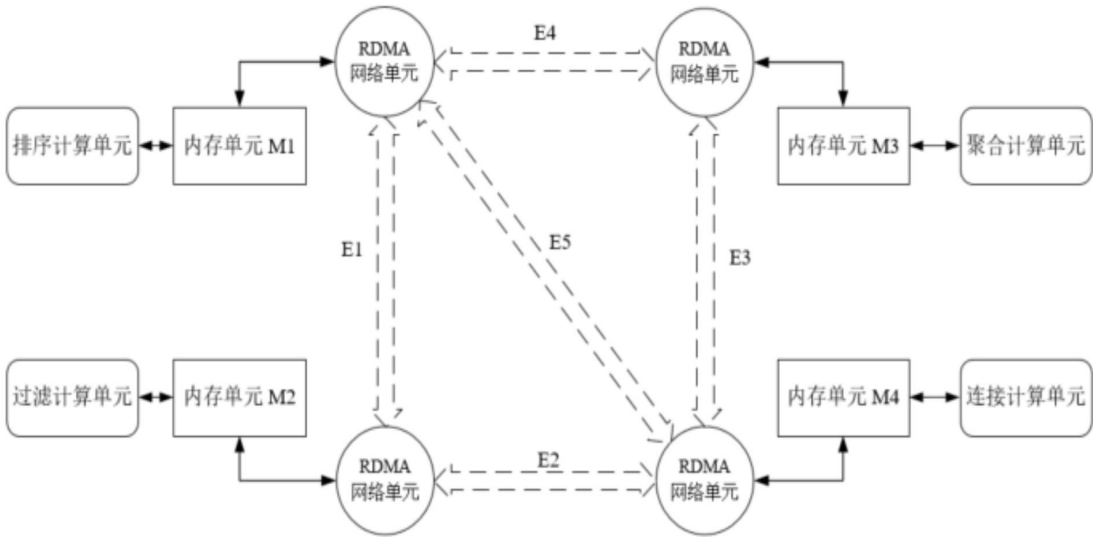 E4
RDMA
网络单元
RDMA
网络单元
排序计算单元
内存单元 M1
内存单元 M3
聚合计算单元
E1
E5
E3
过滤计算单元
内存单元 M2
内存单元 M4
连接计算单元
E2
RDMA
网络单元
RDMA
网络单元